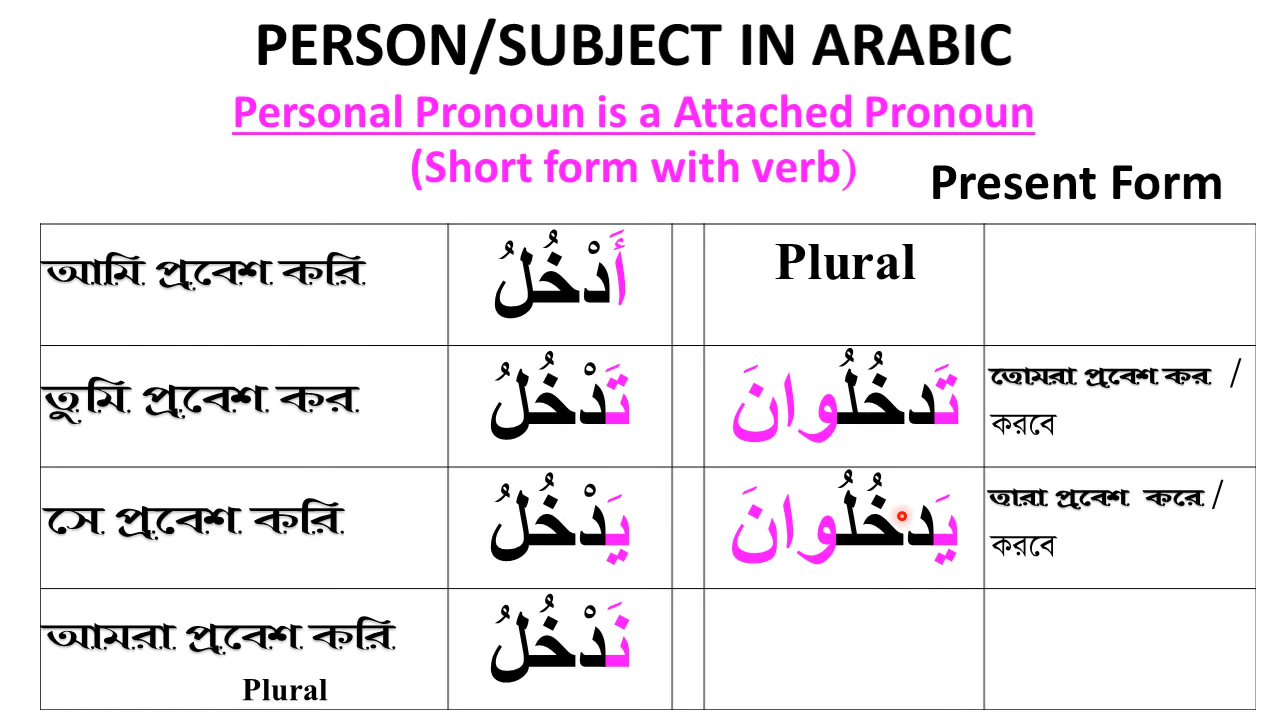 PERSON/SUBJECT IN ARABIC
Personal Pronoun is a Attached Pronoun
(Short form with verb)
Present Form
আমি প্রবেশ করি
أَدْخُلُ
Plural
তুমি প্রবেশ কর
تَدْخُلُ
تَدخُلُوانَ
তোমরা প্রবেশ কর /
করবে
সে প্রবেশ করি
يَدْخُلُ
يَدخُلُوانَ
তারা প্রবেশ করে /
করবে
আমরা প্রবেশ করি
Plural
نَدْخُلُ